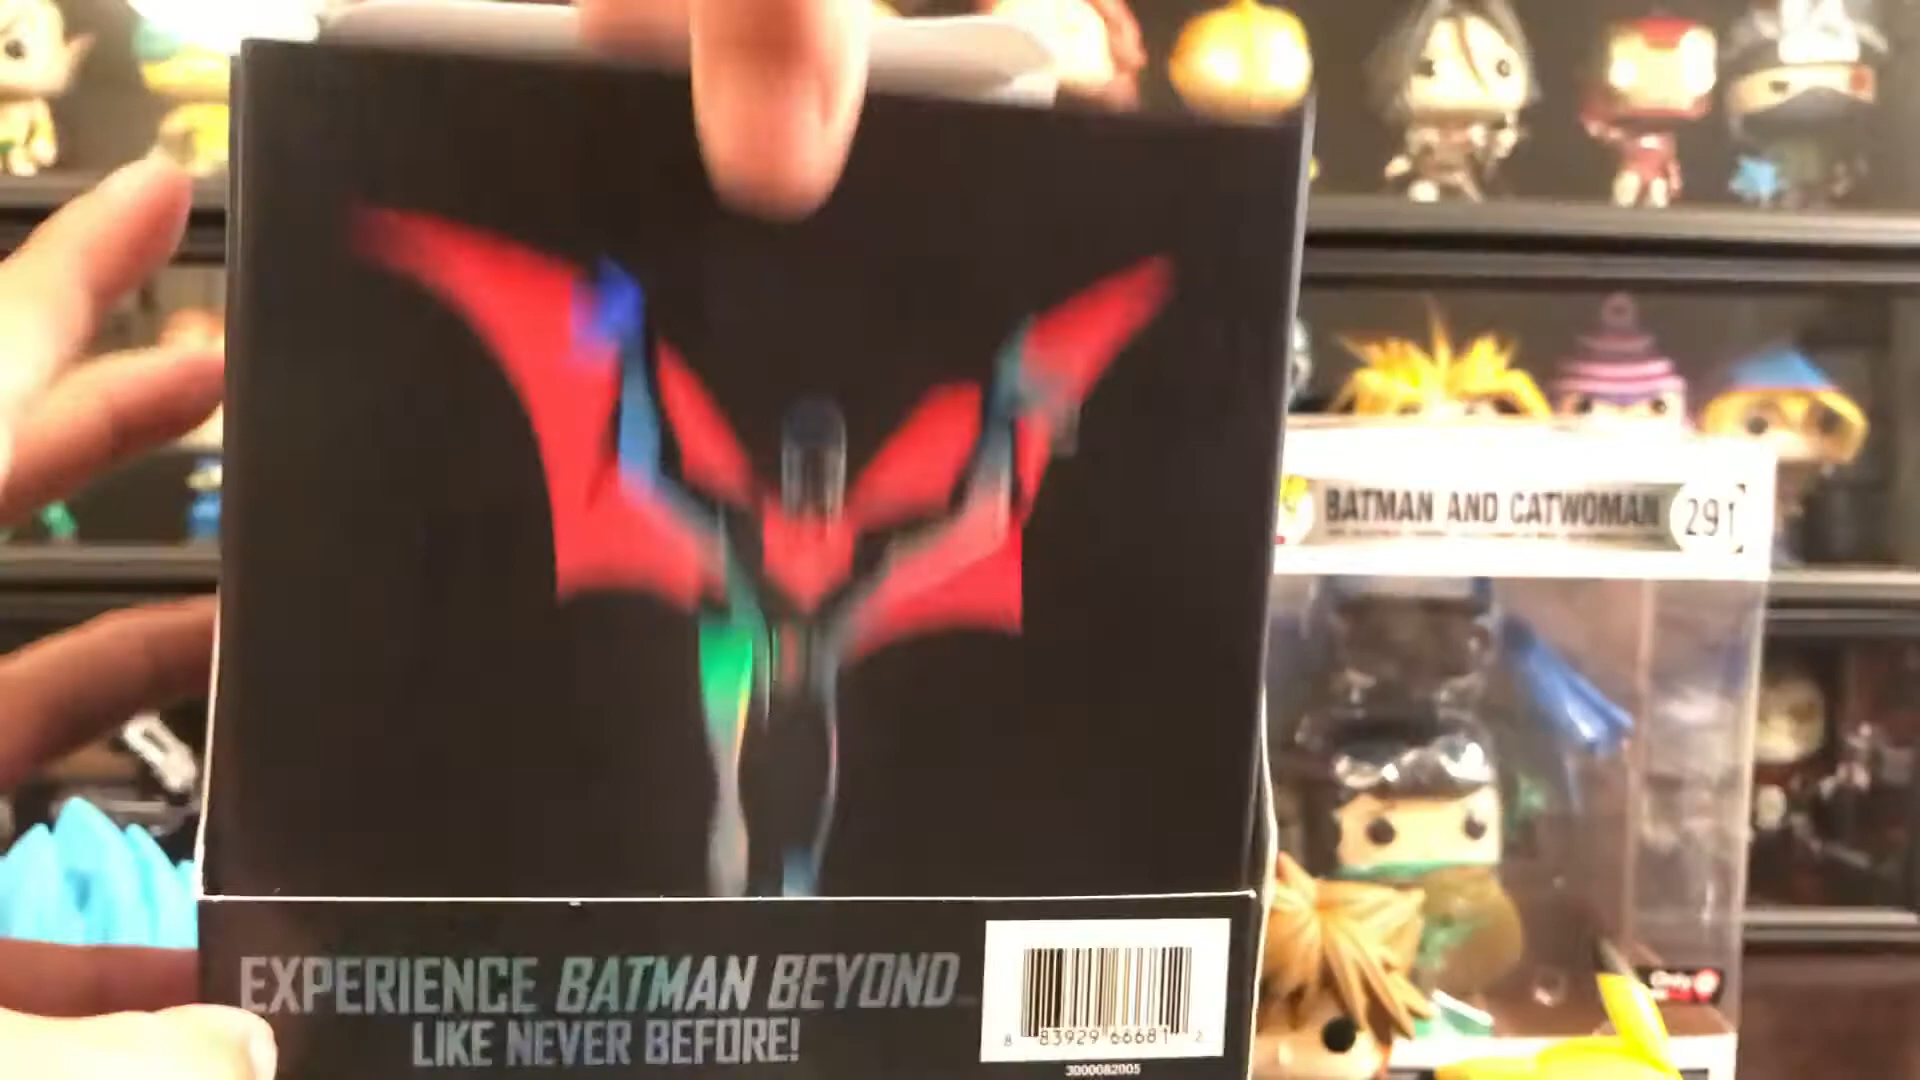 BATMAN AND CATWOMAN 291
EXPERIENCE BATMAN BEYOND
LIKE NEVER BEFORE!
8 83929 66681 2
3000082005